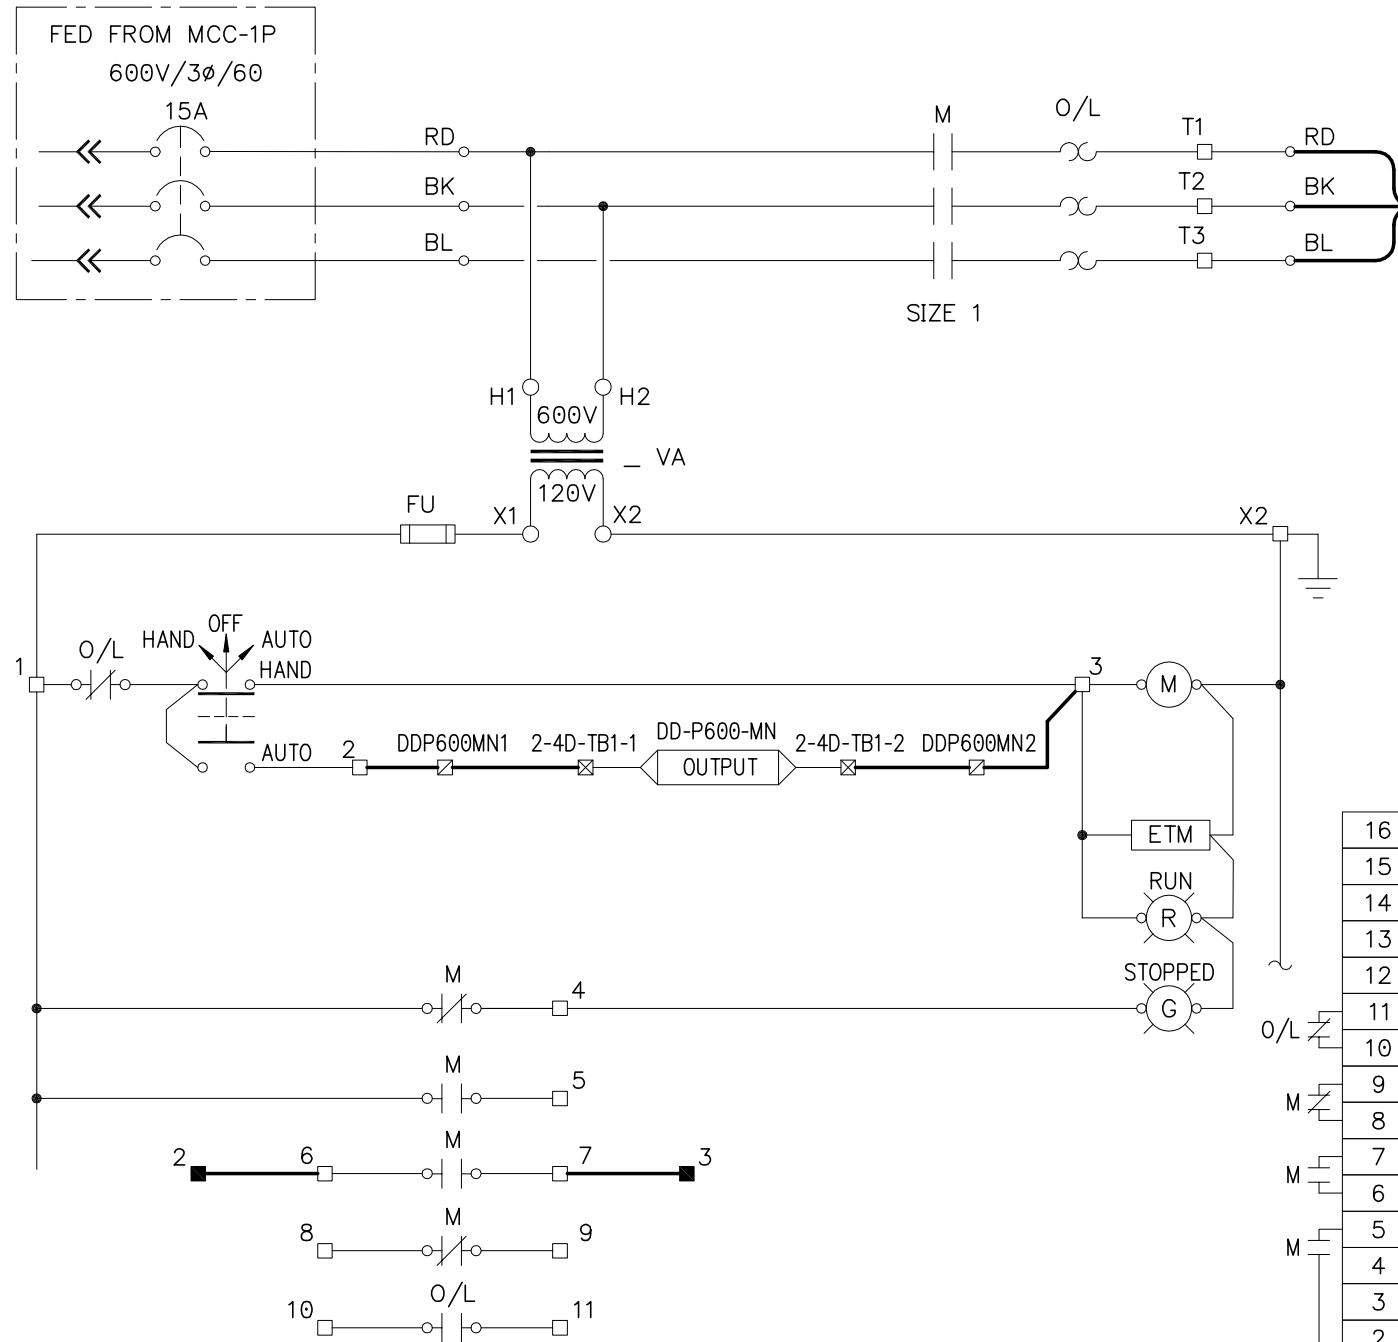 FED FROM MCC-1P
600V/3ø/60
15A
M
O/L
RD
T1
RD
BK
T2
BK
BL
T3
BL
SIZE 1
H1
H2
600V
_ VA
120V
FU
X1
X2
X2
OFF
HAND
AUTO
O/L
1
HAND
3
M
AUTO
2
DDP600MN1
2-4D-TB1-1
DD-P600-MN
OUTPUT
2-4D-TB1-2
DDP600MN2
ETM
RUN
R
STOPPED
G
M
4
M
5
M
2
6
7
3
M
8
9
O/L
10
11
16
15
14
13
12
11
O/L
10
9
M
8
7
M
6
5
M
4
3
2